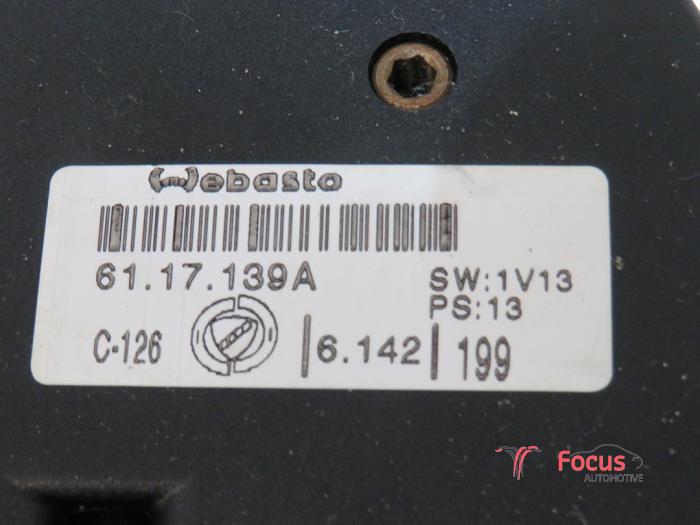 Webasto
61.17.139A
SW:1V13
PS:13
C-126
6.142
199
Focus
AUTOMOTIVE